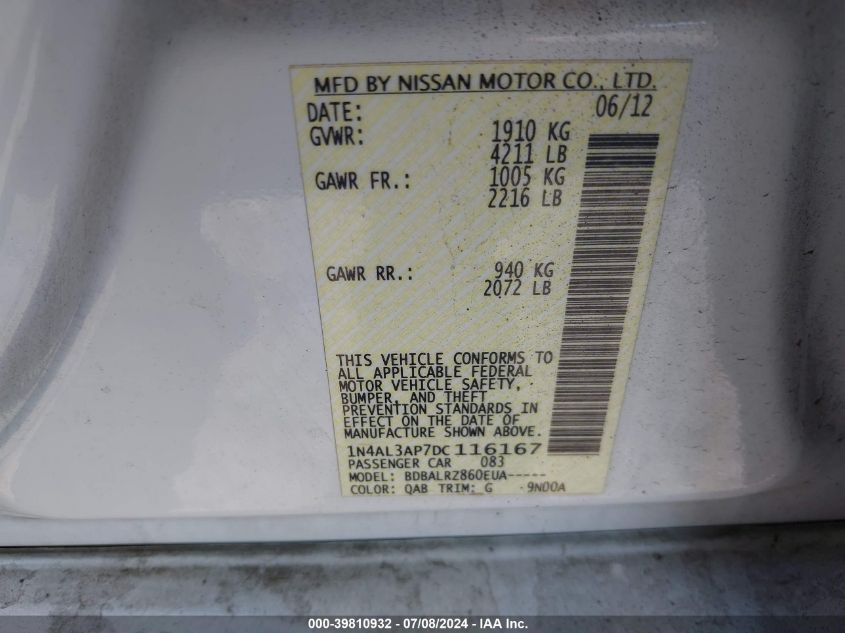 MFD BY NISSAN MOTOR CO., LTD.
DATE: 06/12
GVWR: 1910 KG
4211 LB
GAWR FR.: 1005 KG
2216 LB
GAWR RR.: 940 KG
2072 LB
THIS VEHICLE CONFORMS TO
ALL APPLICABLE FEDERAL
MOTOR VEHICLE SAFETY,
BUMPER, AND THEFT
PREVENTION STANDARDS IN
EFFECT ON THE DATE OF
MANUFACTURE SHOWN ABOVE.
1N4AL3AP7DC116167
PASSENGER CAR 083
MODEL: BDBALRZ860EUA-----
COLOR: QAB TRIM: G 9N00A
000-39810932 - 07/08/2024 - IAA Inc.